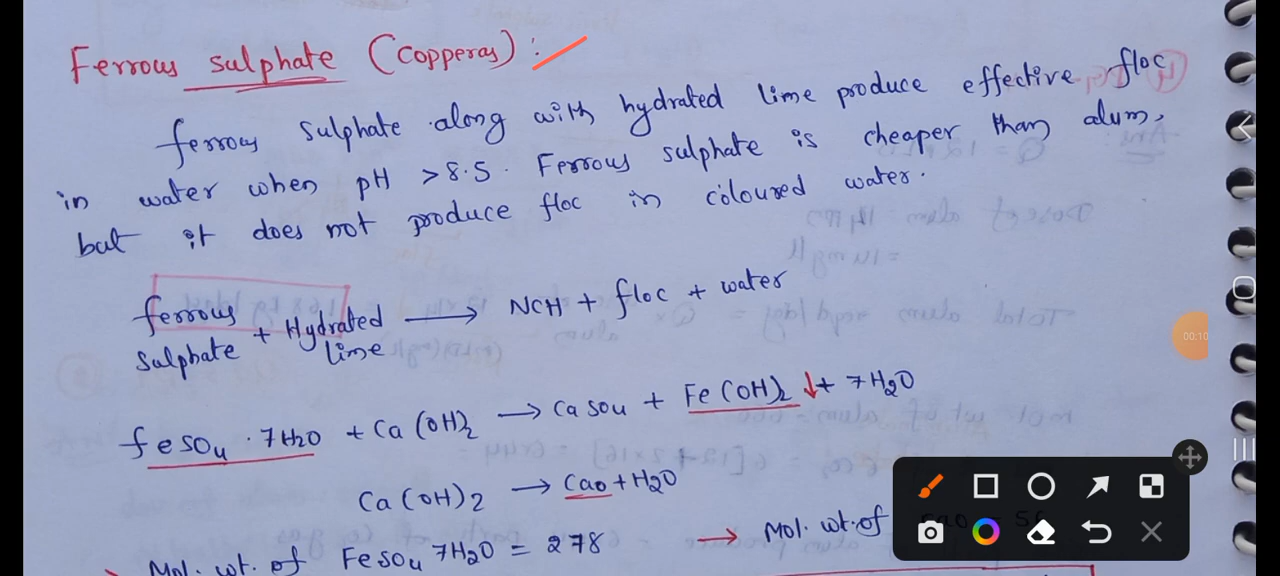 Ferrous sulphate (Copperas) :
ferrous sulphate along with hydrated lime produce effective floc
in water when pH > 8.5. Ferrous sulphate is cheaper than alum,
but it does not produce floc in coloured water.
ferrous sulphate + Hydrated lime ⟶ NCH + floc + water
feSO4 · 7H2O + Ca(OH)2 ⟶ CaSO4 + Fe(OH)2 ↓ + 7H2O
Ca(OH)2 ⟶ CaO + H2O
Mol. wt. of FeSO4 7H2O = 278 → Mol. wt. of
00:10